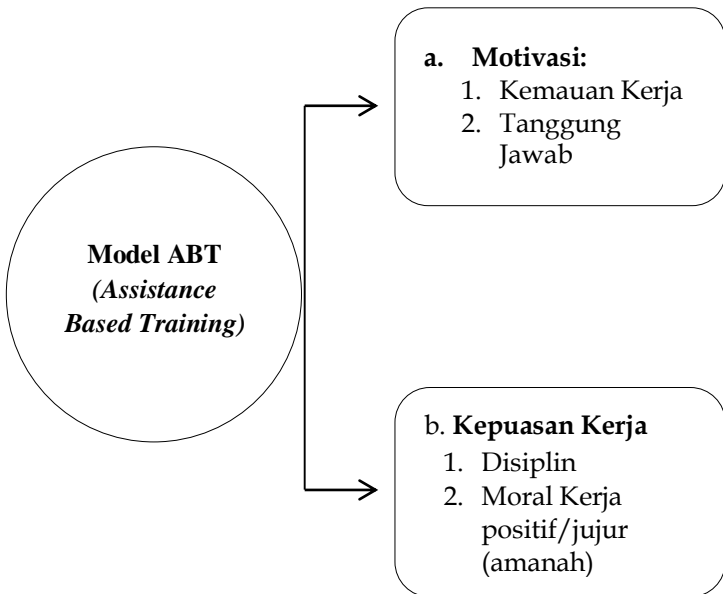 Model ABT
(Assistance
Based Training)
a. Motivasi:
1. Kemauan Kerja
2. Tanggung
Jawab
b. Kepuasan Kerja
1. Disiplin
2. Moral Kerja
positif/jujur
(amanah)